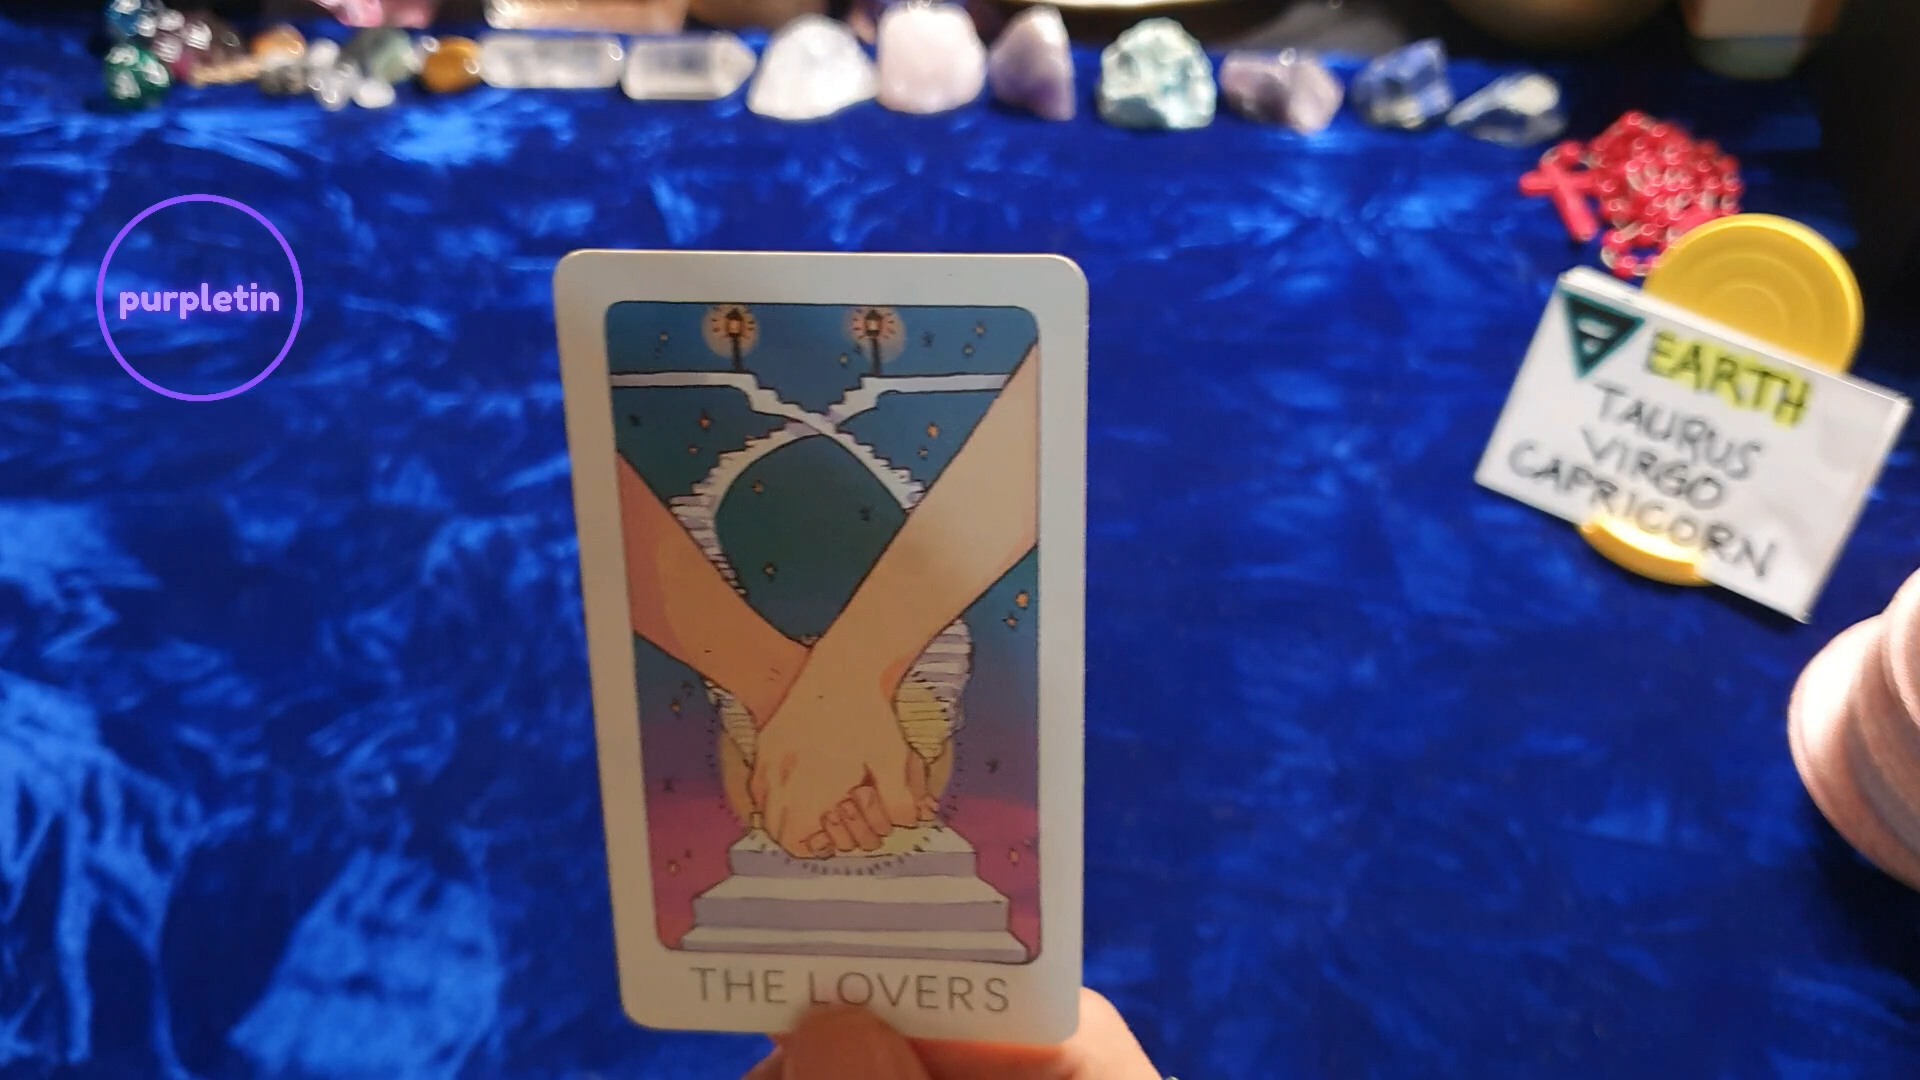 purpletin
EARTH
TAURUS
VIRGO
CAPRICORN
THE LOVERS